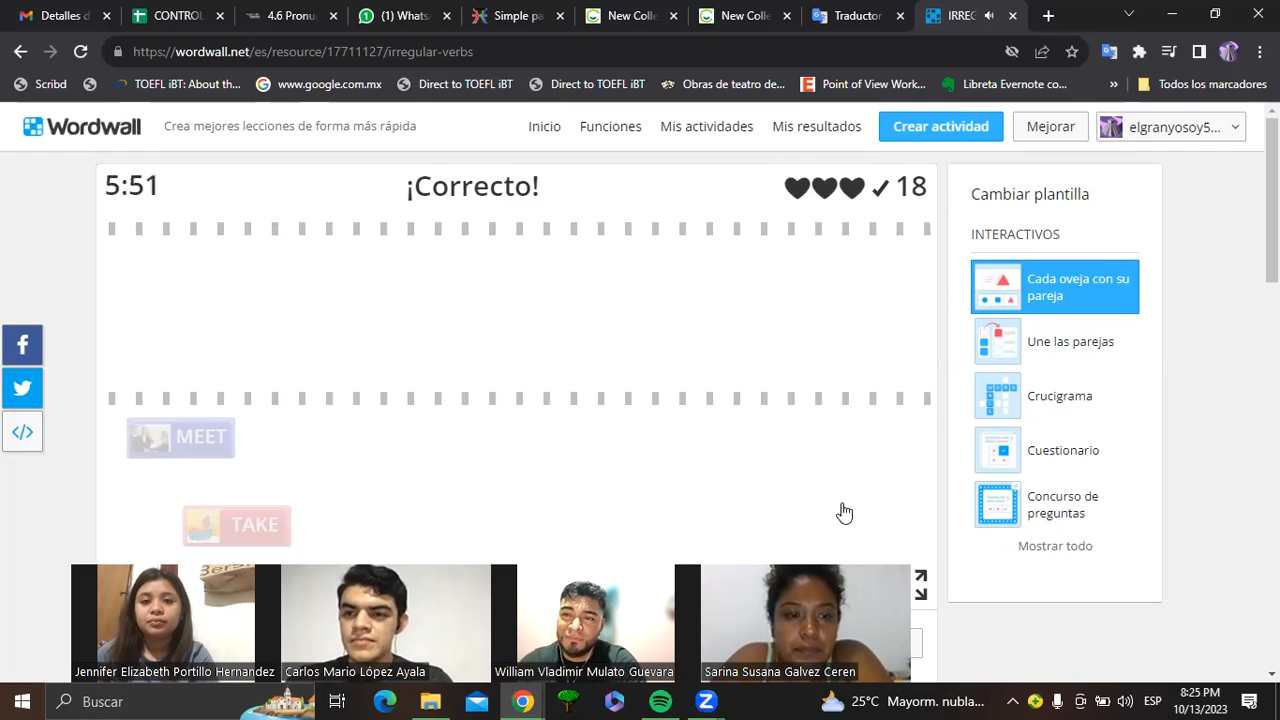 Detalles d
CONTROL
4.6 Pronu
(1) Whats
Simple pa
New Colle
New Colle
Traductor
IRREG
https://wordwall.net/es/resource/17711127/irregular-verbs
Scribd
TOEFL iBT: About th...
www.google.com.mx
Direct to TOEFL iBT
Direct to TOEFL iBT
Obras de teatro de...
Point of View Work...
Libreta Evernote co...
»
Todos los marcadores
Wordwall
Crea mejores lecciones de forma más rápida
Inicio
Funciones
Mis actividades
Mis resultados
Crear actividad
Mejorar
elgranyosoy5...
5:51
¡Correcto!
18
Cambiar plantilla
INTERACTIVOS
Cada oveja con su
pareja
Une las parejas
Crucigrama
Cuestionario
Concurso de
preguntas
Mostrar todo
MEET
TAKE
Jennifer Elizabeth Portillo Hernandez
Carlos Mario López Ayala
William Vladimir Mulato Guevara
Sarina Susana Galvez Ceren
Buscar
25°C Mayorm. nubla...
ESP
8:25 PM
10/13/2023